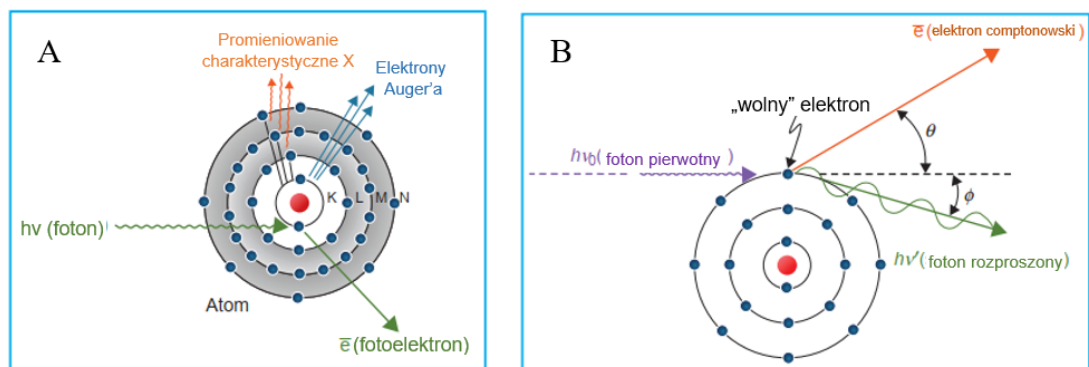 A
Promieniowanie
charakterystyczne X
Elektrony
Auger'a
K L M N
hv (foton)
Atom
e̅ (fotoelektron)
B
e̅ (elektron comptonowski)
„wolny” elektron
θ
hν₀ (foton pierwotny)
ϕ
hν' (foton rozproszony)